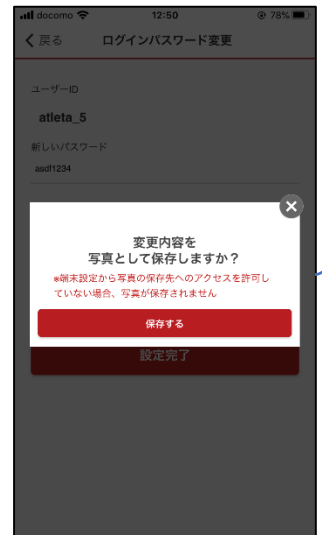 docomo 12:50 78%
戻る ログインパスワード変更
ユーザーID
atleta_5
新しいパスワード
asdf1234
変更内容を
写真として保存しますか？
※端末設定から写真の保存先へのアクセスを許可し
ていない場合、写真が保存されません
保存する
設定完了